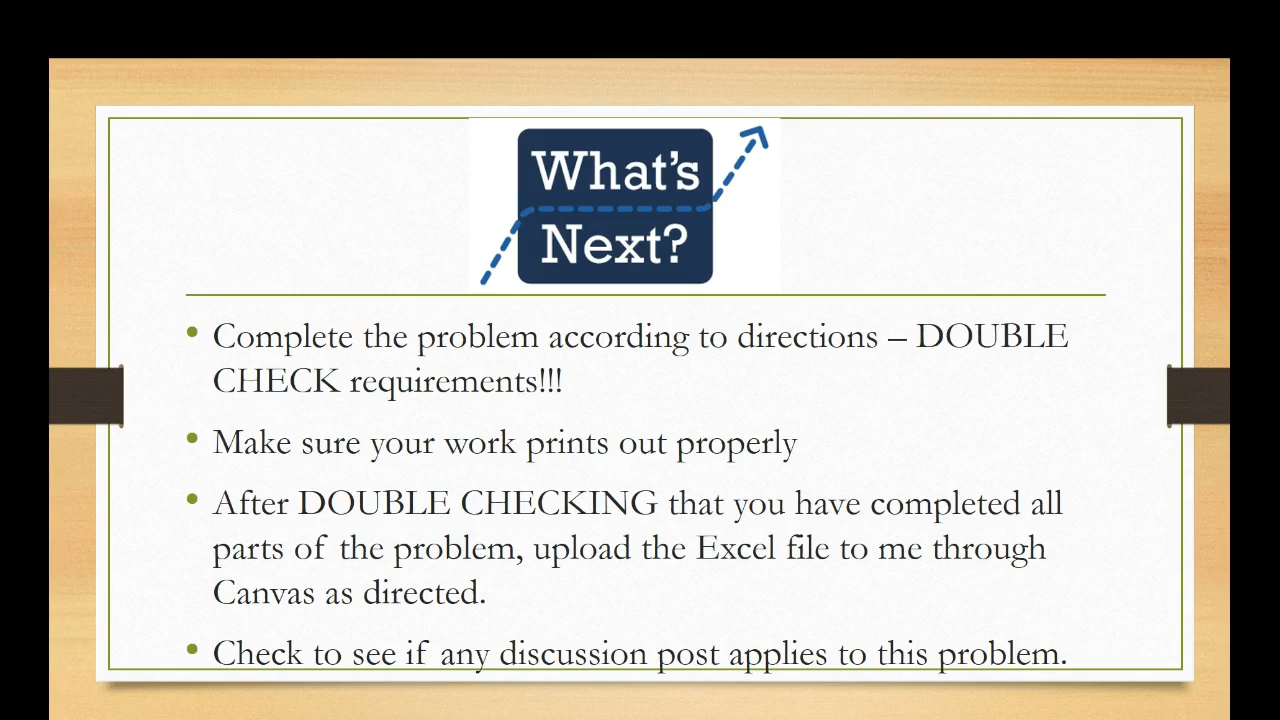 What's
Next?
• Complete the problem according to directions – DOUBLE
CHECK requirements!!!
• Make sure your work prints out properly
• After DOUBLE CHECKING that you have completed all
parts of the problem, upload the Excel file to me through
Canvas as directed.
• Check to see if any discussion post applies to this problem.